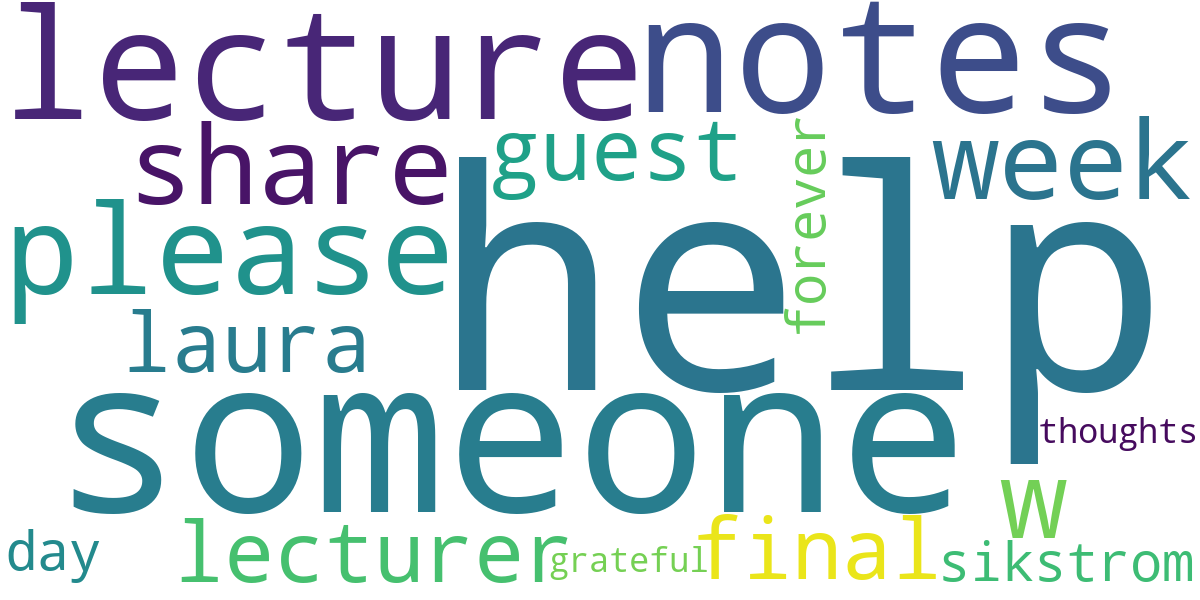 lecture notes
share guest forever week
please help
laura
someone thoughts
w
day lecturer grateful final sikstrom